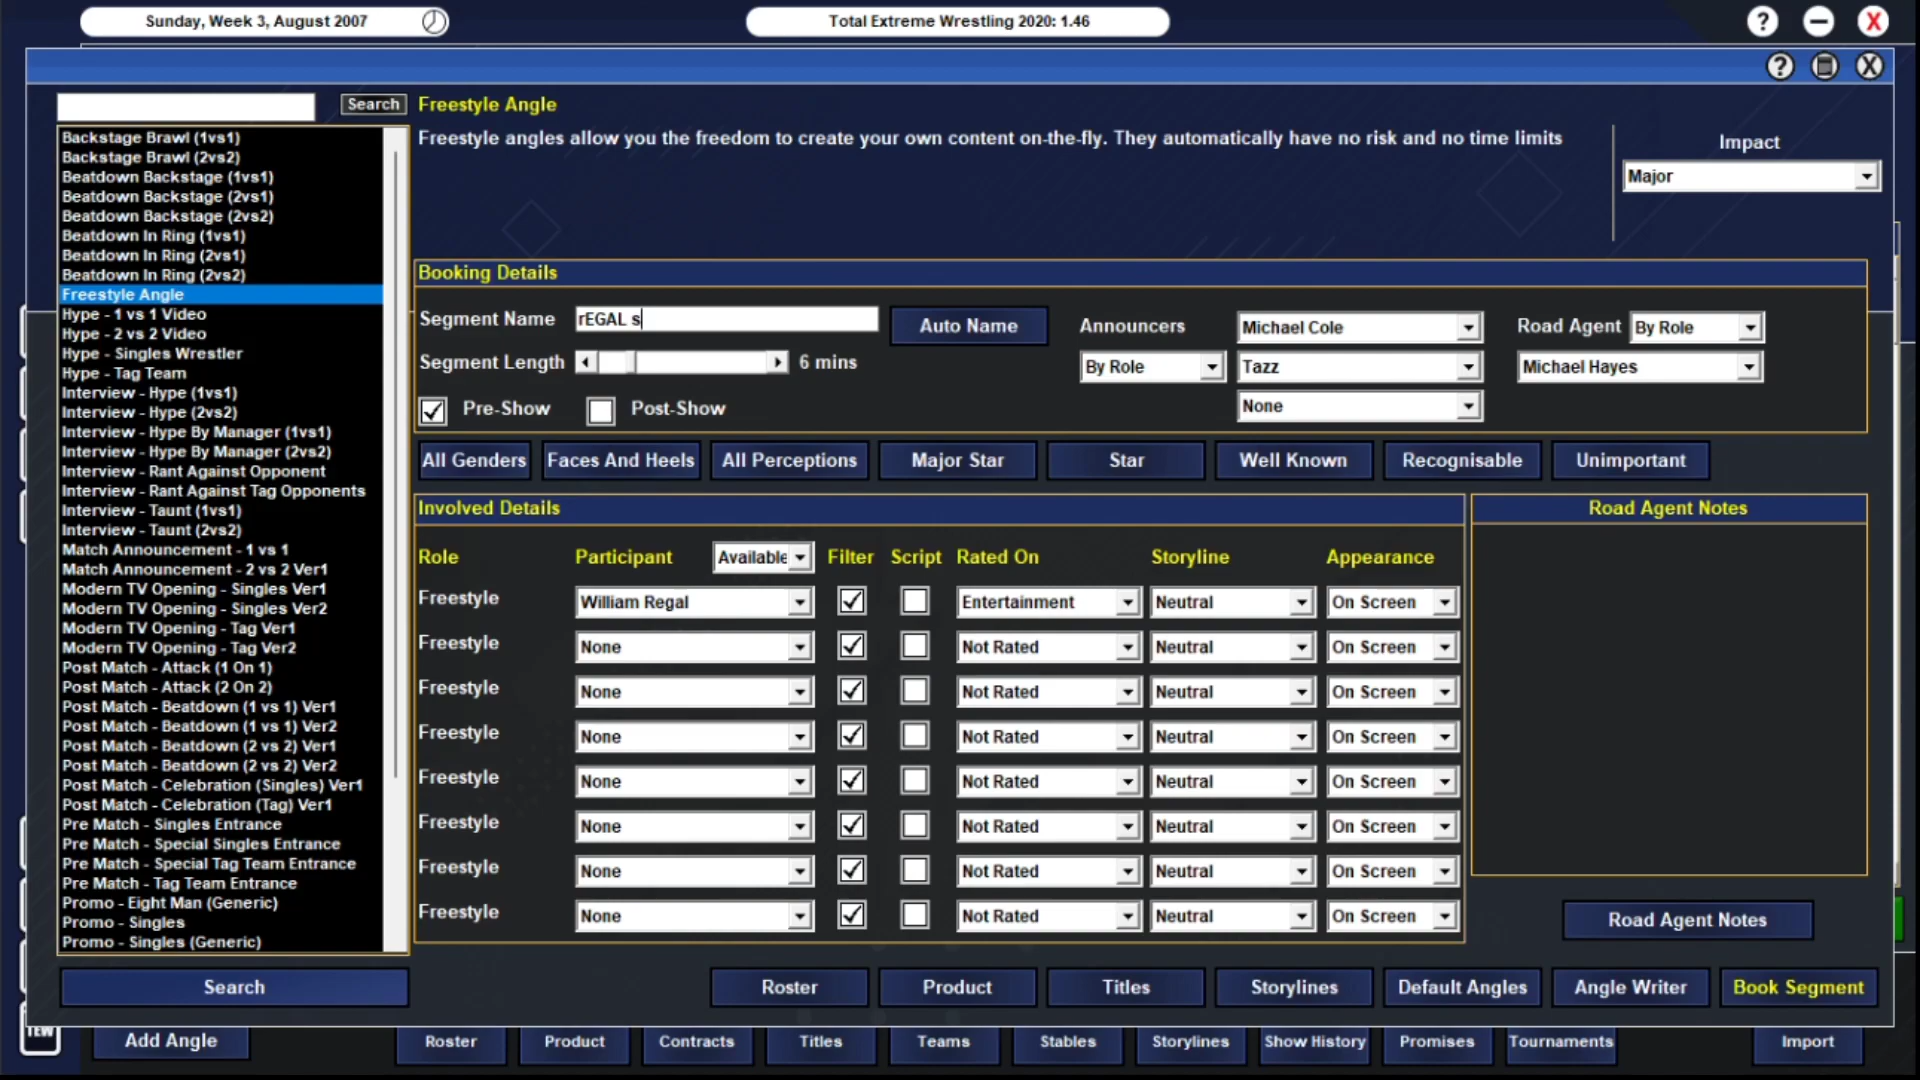 Sunday, Week 3, August 2007
Total Extreme Wrestling 2020: 1.46
? X
? X
Search
Backstage Brawl (1vs1)
Backstage Brawl (2vs2)
Beatdown Backstage (1vs1)
Beatdown Backstage (2vs1)
Beatdown Backstage (2vs2)
Beatdown In Ring (1vs1)
Beatdown In Ring (2vs1)
Beatdown In Ring (2vs2)
Freestyle Angle
Hype - 1 vs 1 Video
Hype - 2 vs 2 Video
Hype - Singles Wrestler
Hype - Tag Team
Interview - Hype (1vs1)
Interview - Hype (2vs2)
Interview - Hype By Manager (1vs1)
Interview - Hype By Manager (2vs2)
Interview - Rant Against Opponent
Interview - Rant Against Tag Opponents
Interview - Taunt (1vs1)
Interview - Taunt (2vs2)
Match Announcement - 1 vs 1
Match Announcement - 2 vs 2 Ver1
Modern TV Opening - Singles Ver1
Modern TV Opening - Singles Ver2
Modern TV Opening - Tag Ver1
Modern TV Opening - Tag Ver2
Post Match - Attack (1 On 1)
Post Match - Attack (2 On 2)
Post Match - Beatdown (1 vs 1) Ver1
Post Match - Beatdown (1 vs 1) Ver2
Post Match - Beatdown (2 vs 2) Ver1
Post Match - Beatdown (2 vs 2) Ver2
Post Match - Celebration (Singles) Ver1
Post Match - Celebration (Tag) Ver1
Pre Match - Singles Entrance
Pre Match - Special Singles Entrance
Pre Match - Special Tag Team Entrance
Pre Match - Tag Team Entrance
Promo - Eight Man (Generic)
Promo - Singles
Promo - Singles (Generic)
Search
Freestyle Angle
Freestyle angles allow you the freedom to create your own content on-the-fly. They automatically have no risk and no time limits
Impact
Major
Booking Details
Segment Name rEGAL s Auto Name Announcers Michael Cole Road Agent By Role
Segment Length 6 mins By Role Tazz Michael Hayes
Pre-Show Post-Show None
All Genders Faces And Heels All Perceptions Major Star Star Well Known Recognisable Unimportant
Involved Details
Role Participant Available Filter Script Rated On Storyline Appearance
Freestyle William Regal Entertainment Neutral On Screen
Freestyle None Not Rated Neutral On Screen
Freestyle None Not Rated Neutral On Screen
Freestyle None Not Rated Neutral On Screen
Freestyle None Not Rated Neutral On Screen
Freestyle None Not Rated Neutral On Screen
Freestyle None Not Rated Neutral On Screen
Freestyle None Not Rated Neutral On Screen
Road Agent Notes
Road Agent Notes
Roster Product Titles Storylines Default Angles Angle Writer Book Segment
TEW Add Angle Roster Product Contracts Titles Teams Stables Storylines Show History Promises Tournaments Import